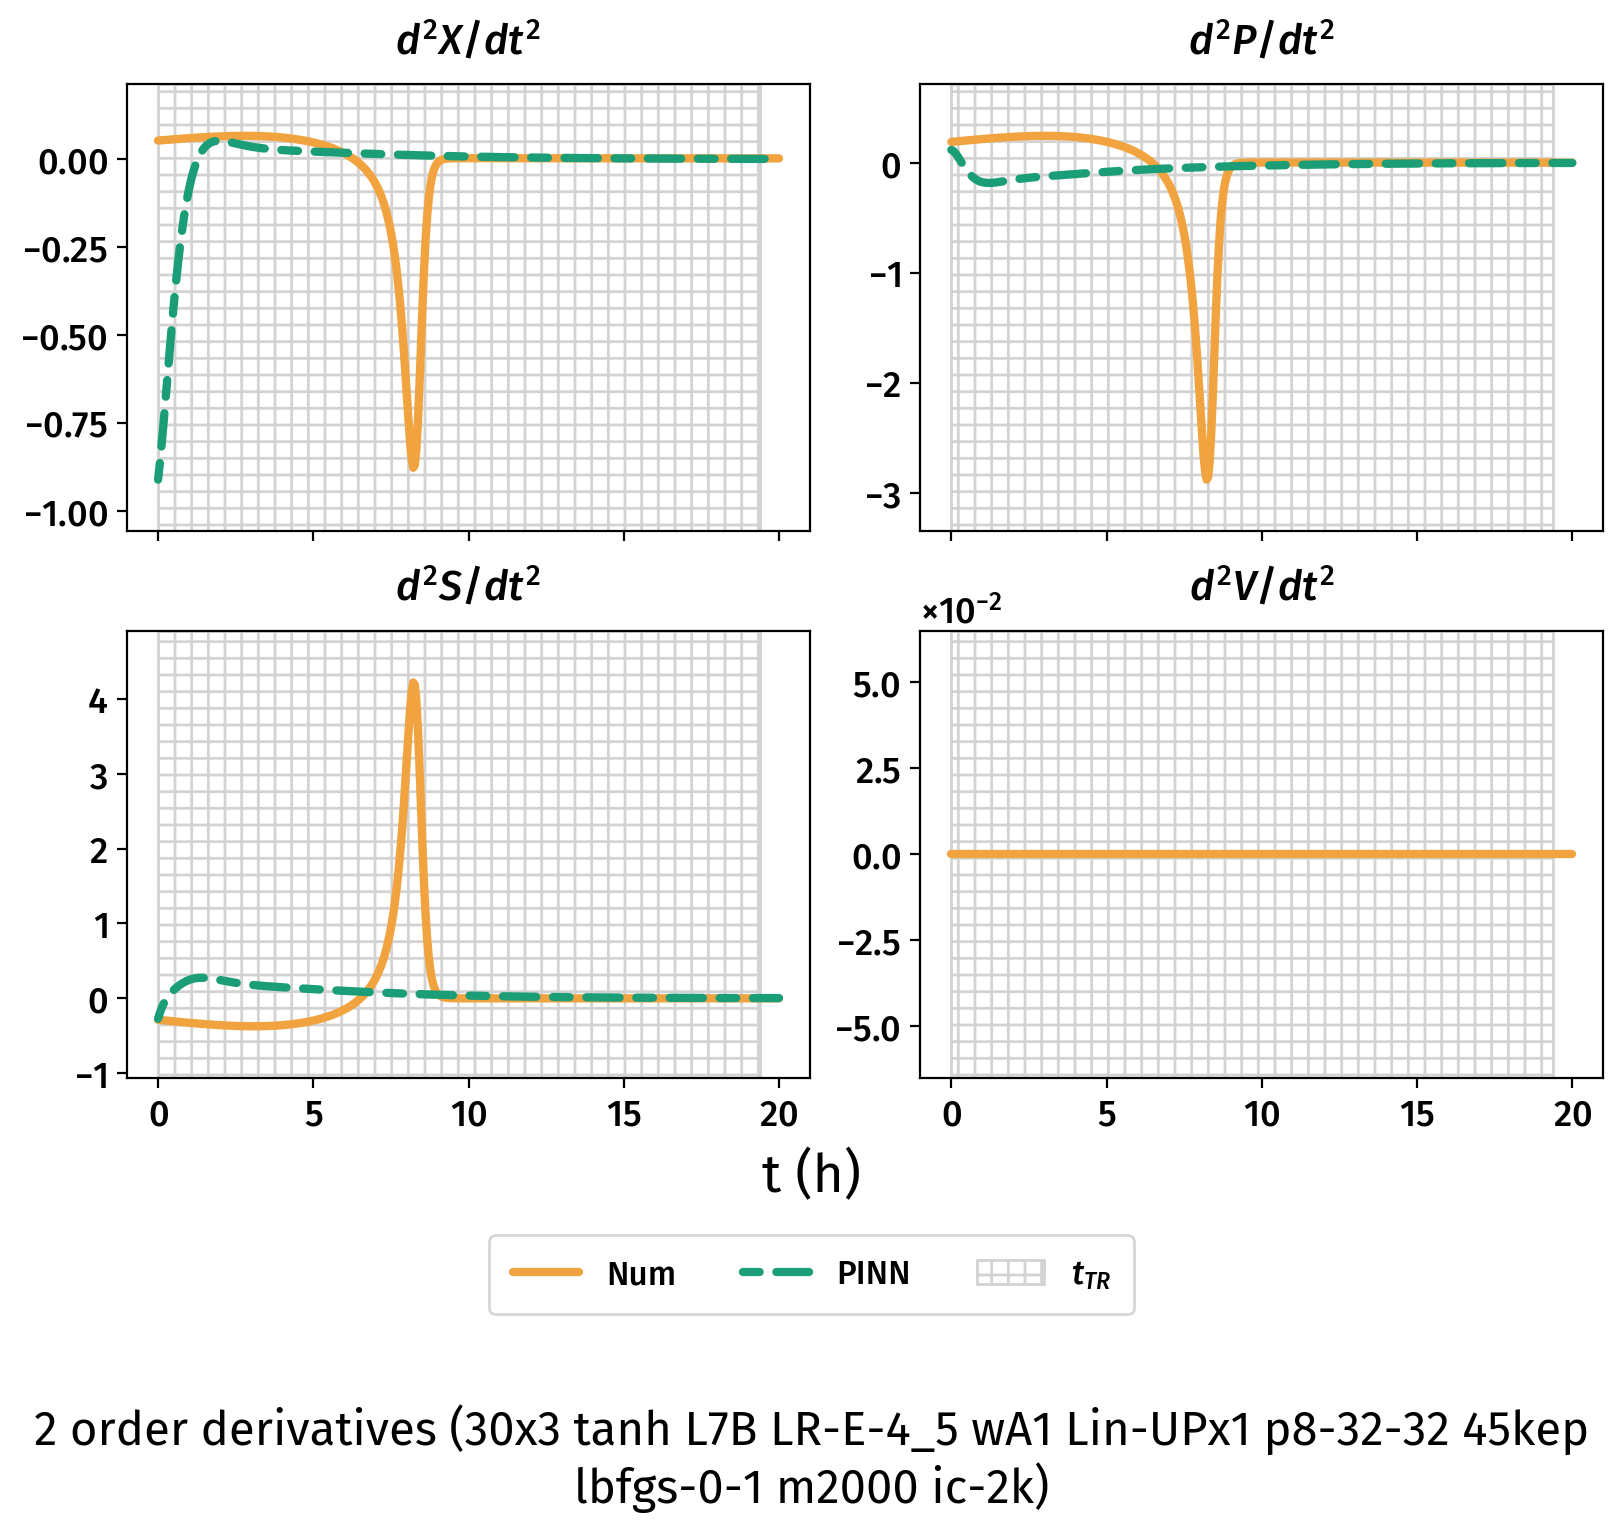 d²X/dt²
d²P/dt²
0.00
−0.25
−0.50
−0.75
−1.00
0
−1
−2
−3
d²S/dt²
d²V/dt²
×10⁻²
4
3
2
1
0
−1
5.0
2.5
0.0
−2.5
−5.0
0 5 10 15 20
0 5 10 15 20
t (h)
Num PINN t_TR
2 order derivatives (30x3 tanh L7B LR-E-4_5 wA1 Lin-UPx1 p8-32-32 45kep
lbfgs-0-1 m2000 ic-2k)